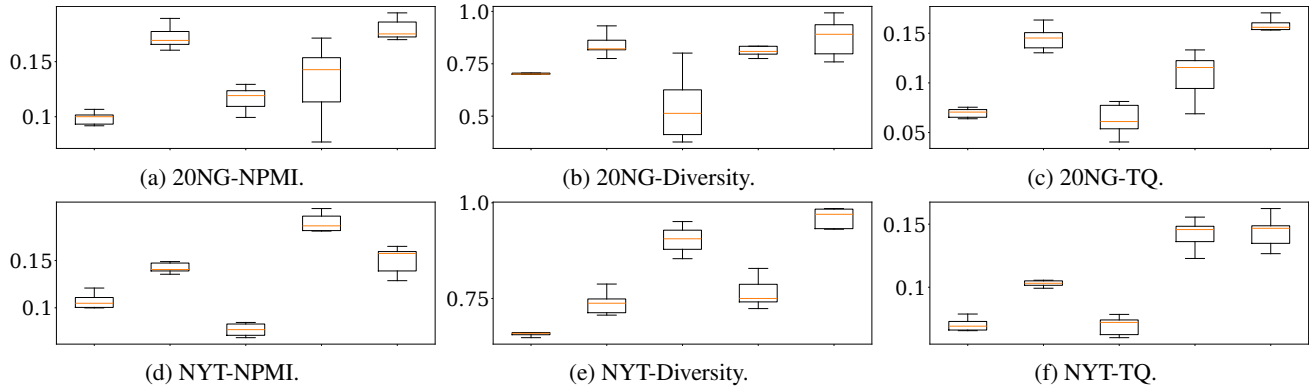 0.15
0.1
(a) 20NG-NPMI.
1.0
0.75
0.5
(b) 20NG-Diversity.
0.15
0.1
0.05
(c) 20NG-TQ.
0.15
0.1
(d) NYT-NPMI.
1.0
0.75
(e) NYT-Diversity.
0.15
0.1
(f) NYT-TQ.